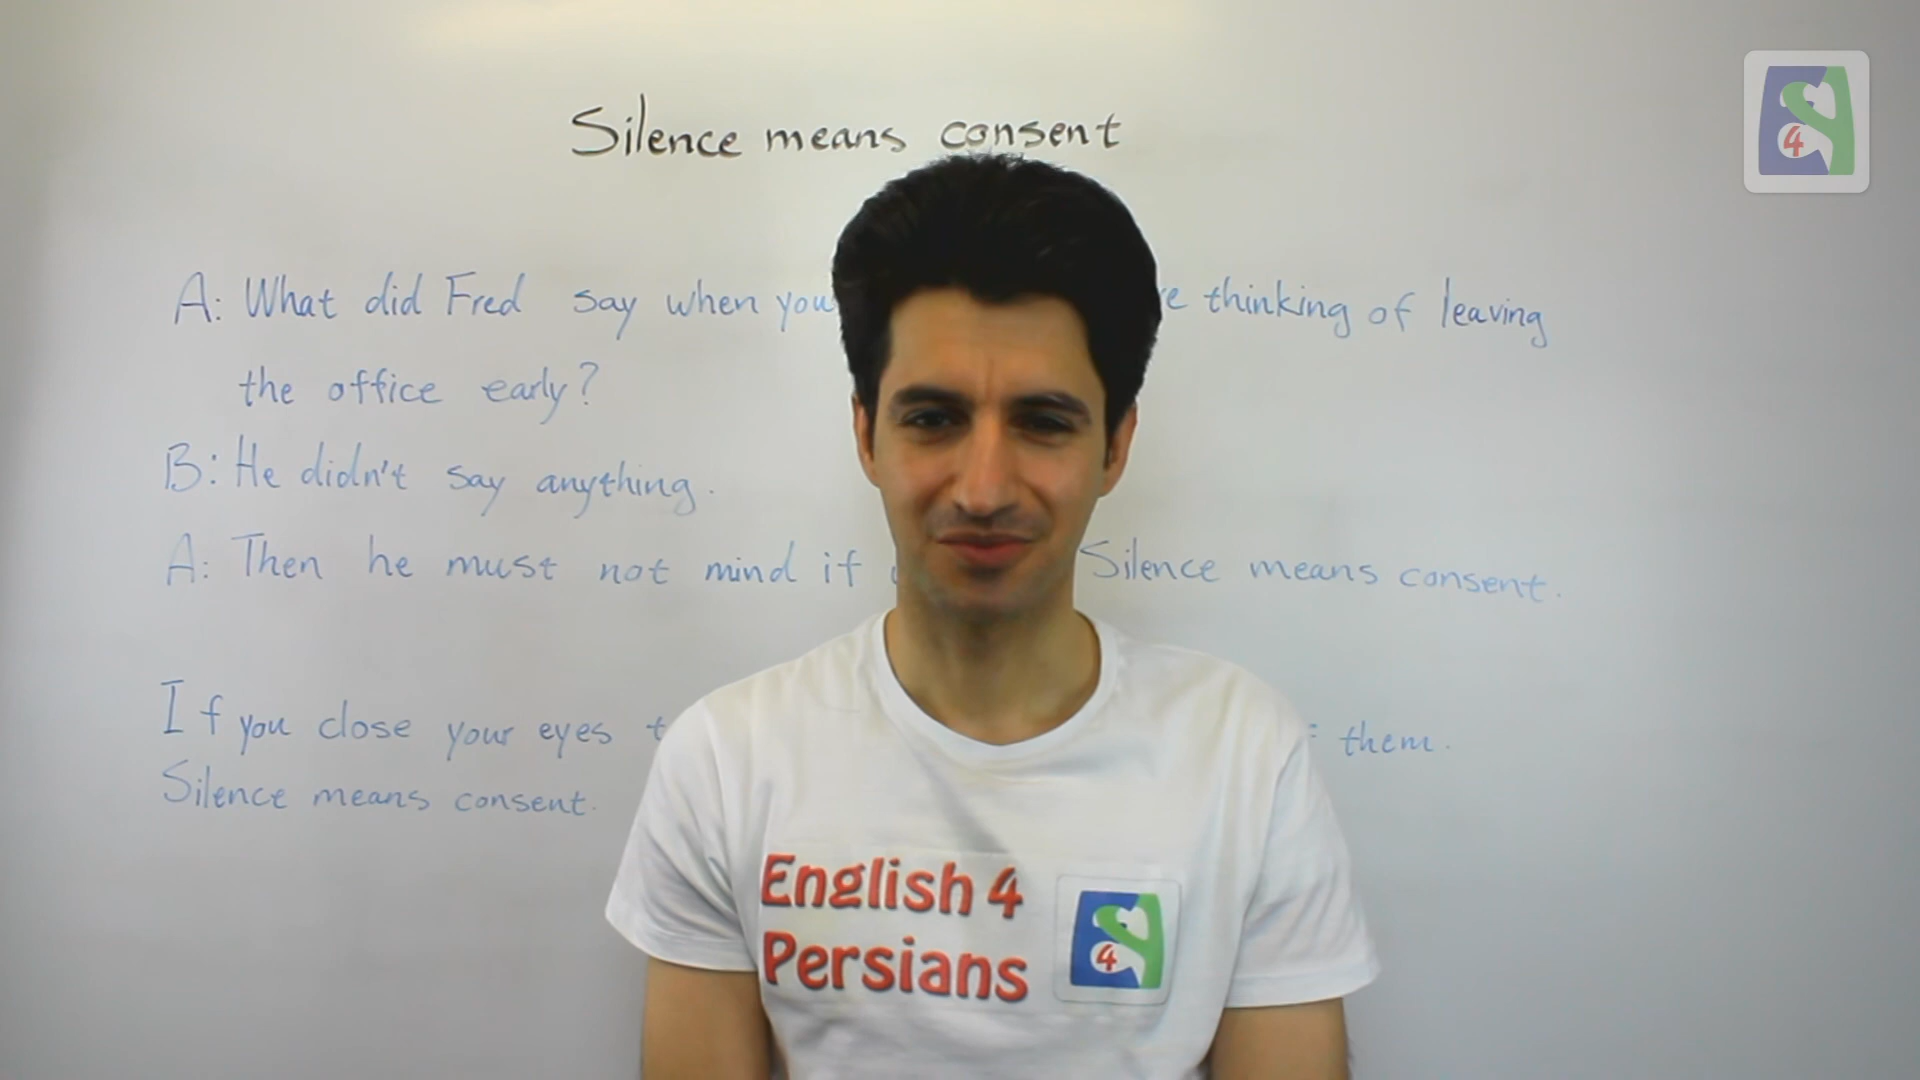 Silence means consent
A: What did Fred say when you thinking of leaving
the office early?
B: He didn't say anything.
A: Then he must not mind if Silence means consent.
If you close your eyes them.
Silence means consent.
English 4
Persians
4
4